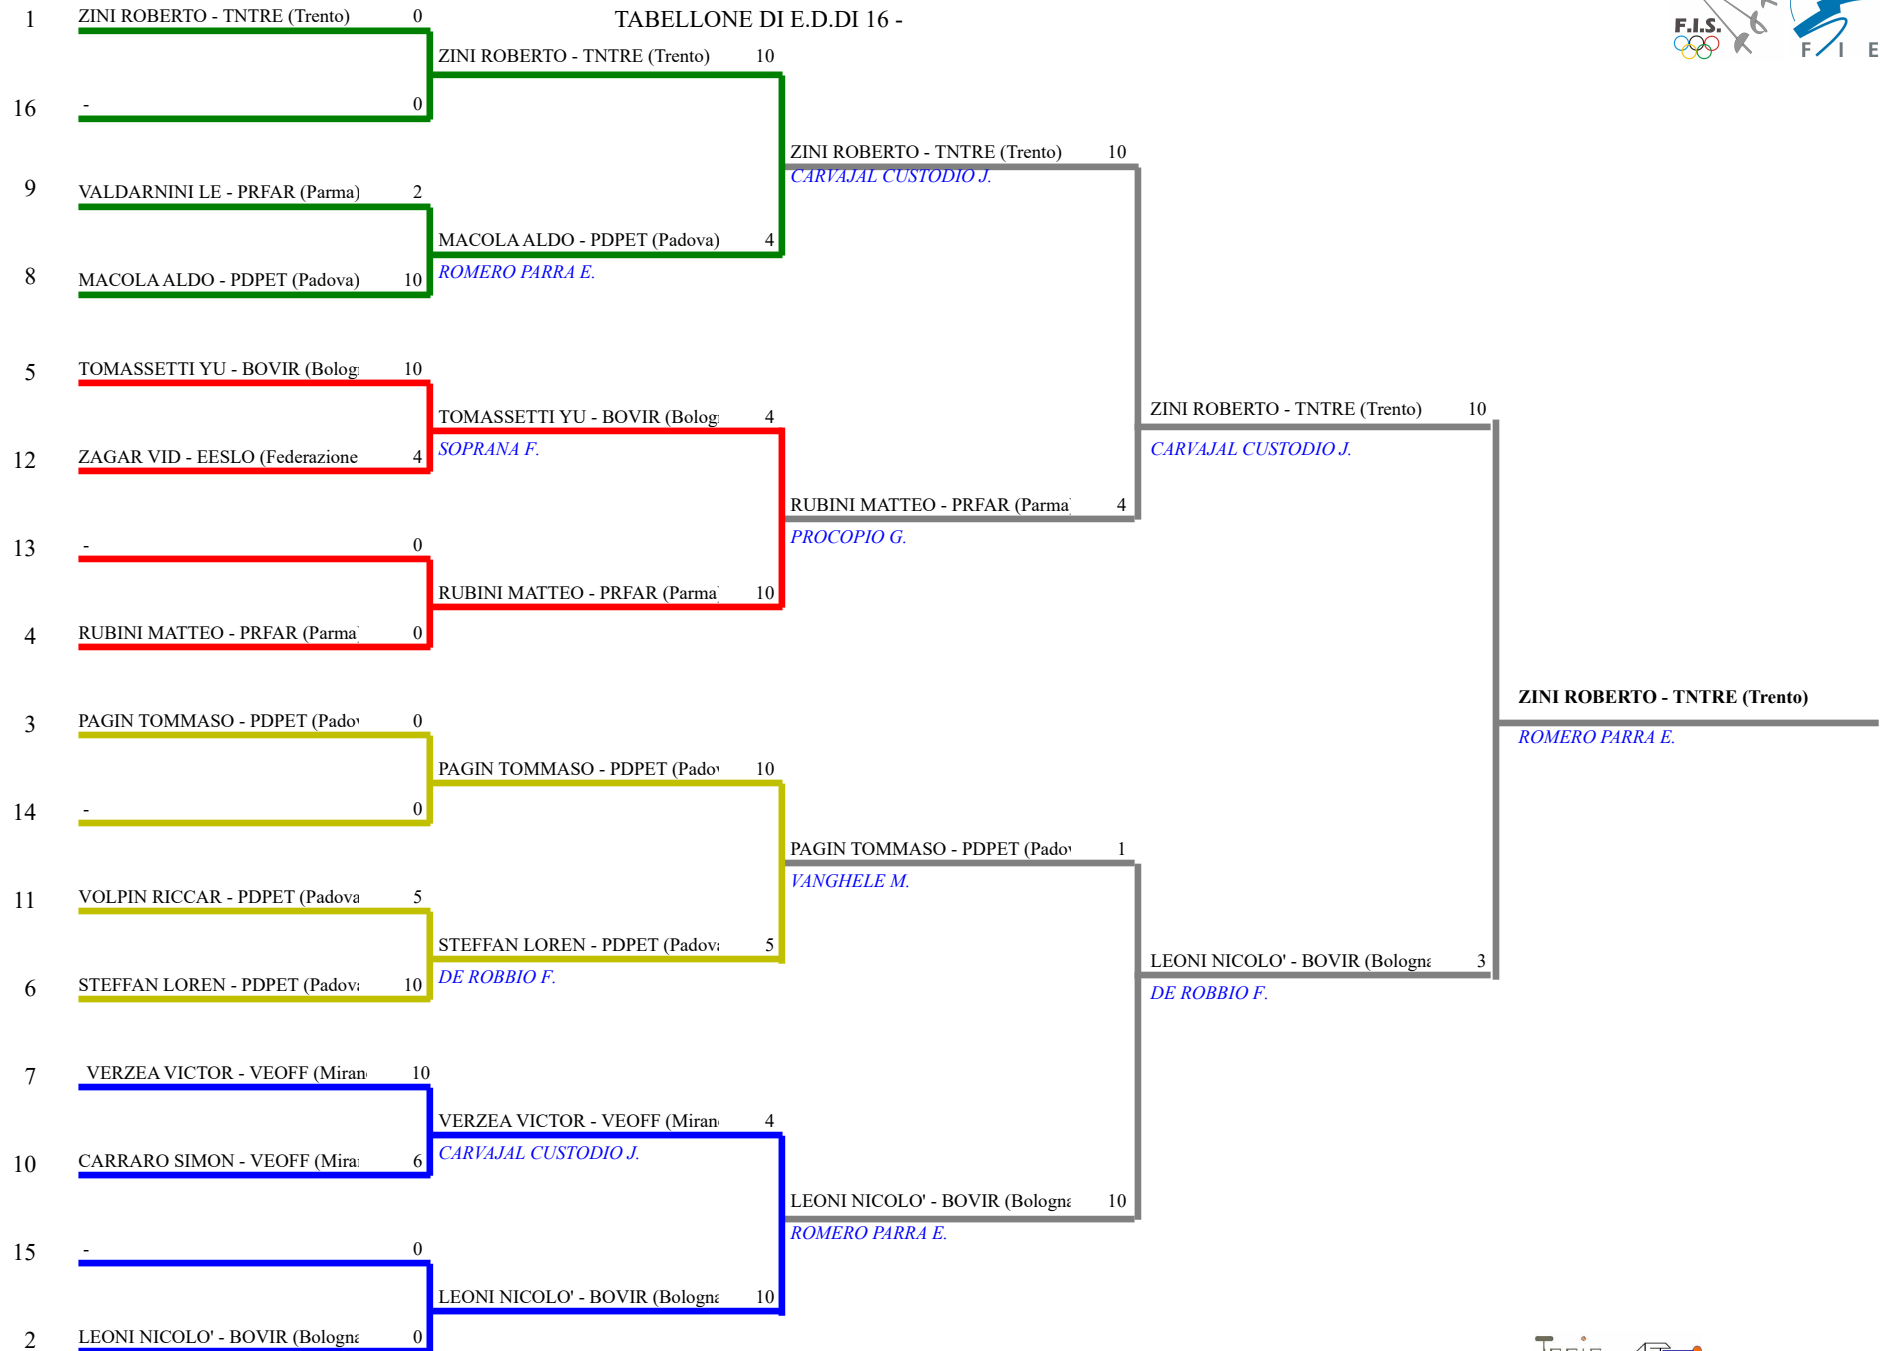 TABELLONE DI E.D.DI 16 -
F.I.S.
F I E
1 ZINI ROBERTO - TNTRE (Trento) 0
ZINI ROBERTO - TNTRE (Trento) 10
16 - 0
ZINI ROBERTO - TNTRE (Trento) 10
CARVAJAL CUSTODIO J.
9 VALDARNINI LE - PRFAR (Parma) 2
MACOLA ALDO - PDPET (Padova) 4
ROMERO PARRA E.
8 MACOLA ALDO - PDPET (Padova) 10
5 TOMASSETTI YU - BOVIR (Bolog 10
ZINI ROBERTO - TNTRE (Trento) 10
CARVAJAL CUSTODIO J.
TOMASSETTI YU - BOVIR (Bolog 4
SOPRANA F.
12 ZAGAR VID - EESLO (Federazione 4
RUBINI MATTEO - PRFAR (Parma 4
PROCOPIO G.
13 - 0
RUBINI MATTEO - PRFAR (Parma 10
4 RUBINI MATTEO - PRFAR (Parma 0
ZINI ROBERTO - TNTRE (Trento)
ROMERO PARRA E.
3 PAGIN TOMMASO - PDPET (Pado 0
PAGIN TOMMASO - PDPET (Pado 10
14 - 0
PAGIN TOMMASO - PDPET (Pado 1
VANGHELE M.
11 VOLPIN RICCAR - PDPET (Padova 5
STEFFAN LOREN - PDPET (Padov 5
DE ROBBIO F.
LEONI NICOLO' - BOVIR (Bologna 3
DE ROBBIO F.
6 STEFFAN LOREN - PDPET (Padov 10
7 VERZEA VICTOR - VEOFF (Miran 10
VERZEA VICTOR - VEOFF (Miran 4
CARVAJAL CUSTODIO J.
10 CARRARO SIMON - VEOFF (Mira 6
LEONI NICOLO' - BOVIR (Bologna 10
ROMERO PARRA E.
15 - 0
LEONI NICOLO' - BOVIR (Bologna 10
2 LEONI NICOLO' - BOVIR (Bologna 0